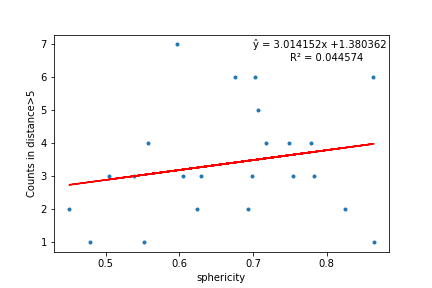 ŷ = 3.014152x +1.380362
R² = 0.044574
7
6
5
4
3
2
1
Counts in distance>5
0.5 0.6 0.7 0.8
sphericity